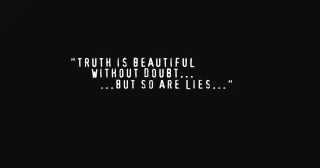 "TRUTH IS BEAUTIFUL
WITHOUT DOUBT...
...BUT SO ARE LIES..."